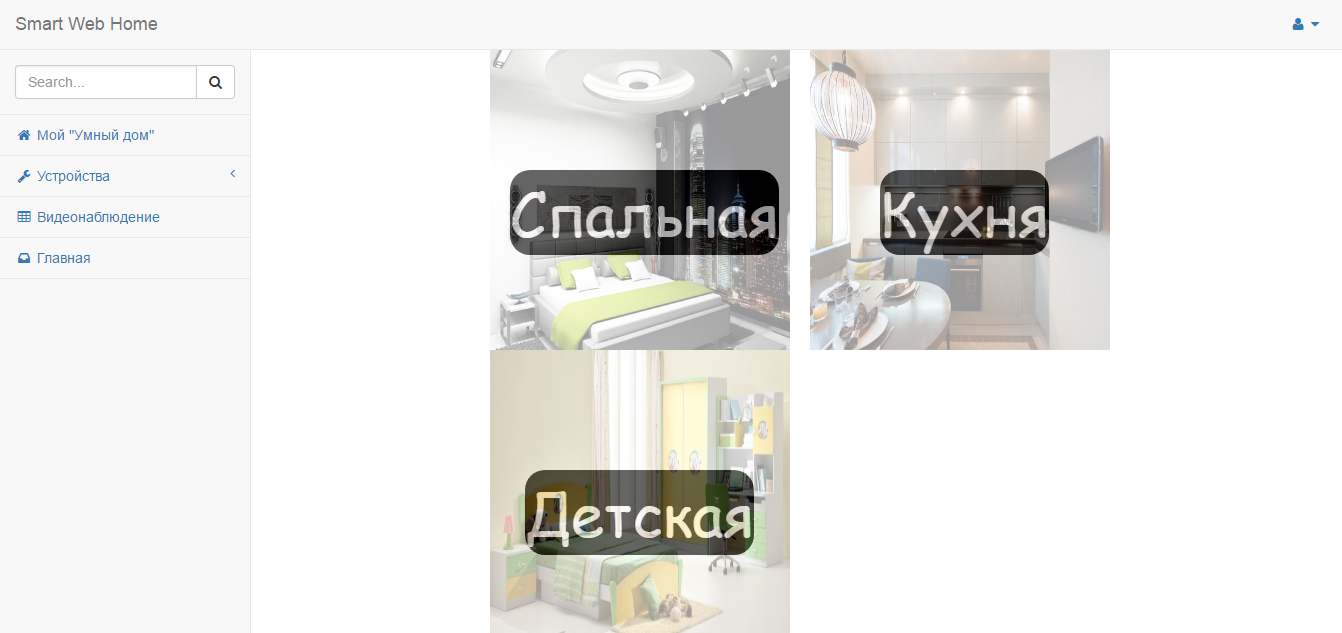 Smart Web Home
Search...
Мой "Умный дом"
Устройства
Видеонаблюдение
Главная
Спальная
Кухня
Детская